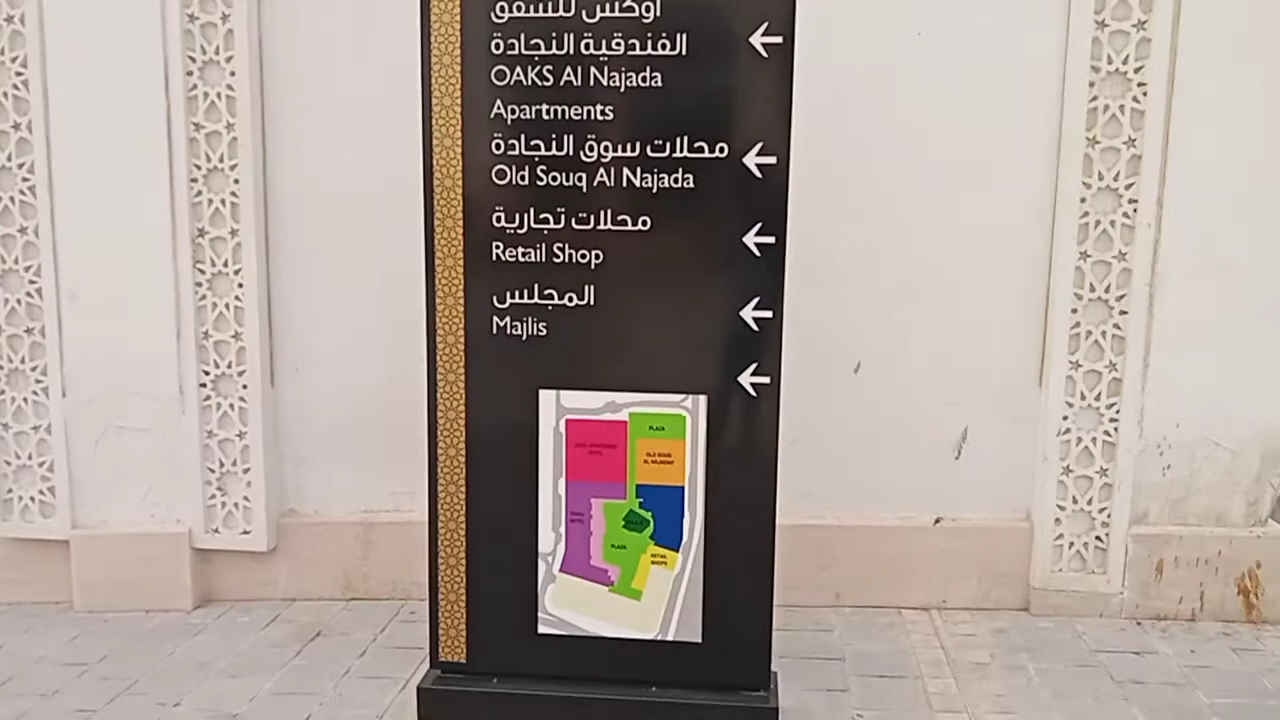 أوكس للشقق
الفندقية النجادة
OAKS Al Najada
Apartments
محلات سوق النجادة
Old Souq Al Najada
محلات تجارية
Retail Shop
المجلس
Majlis
PLAZA
OLD SOUQ
AL NAJADA
HOTEL
PLAZA
RETAIL
SHOPS